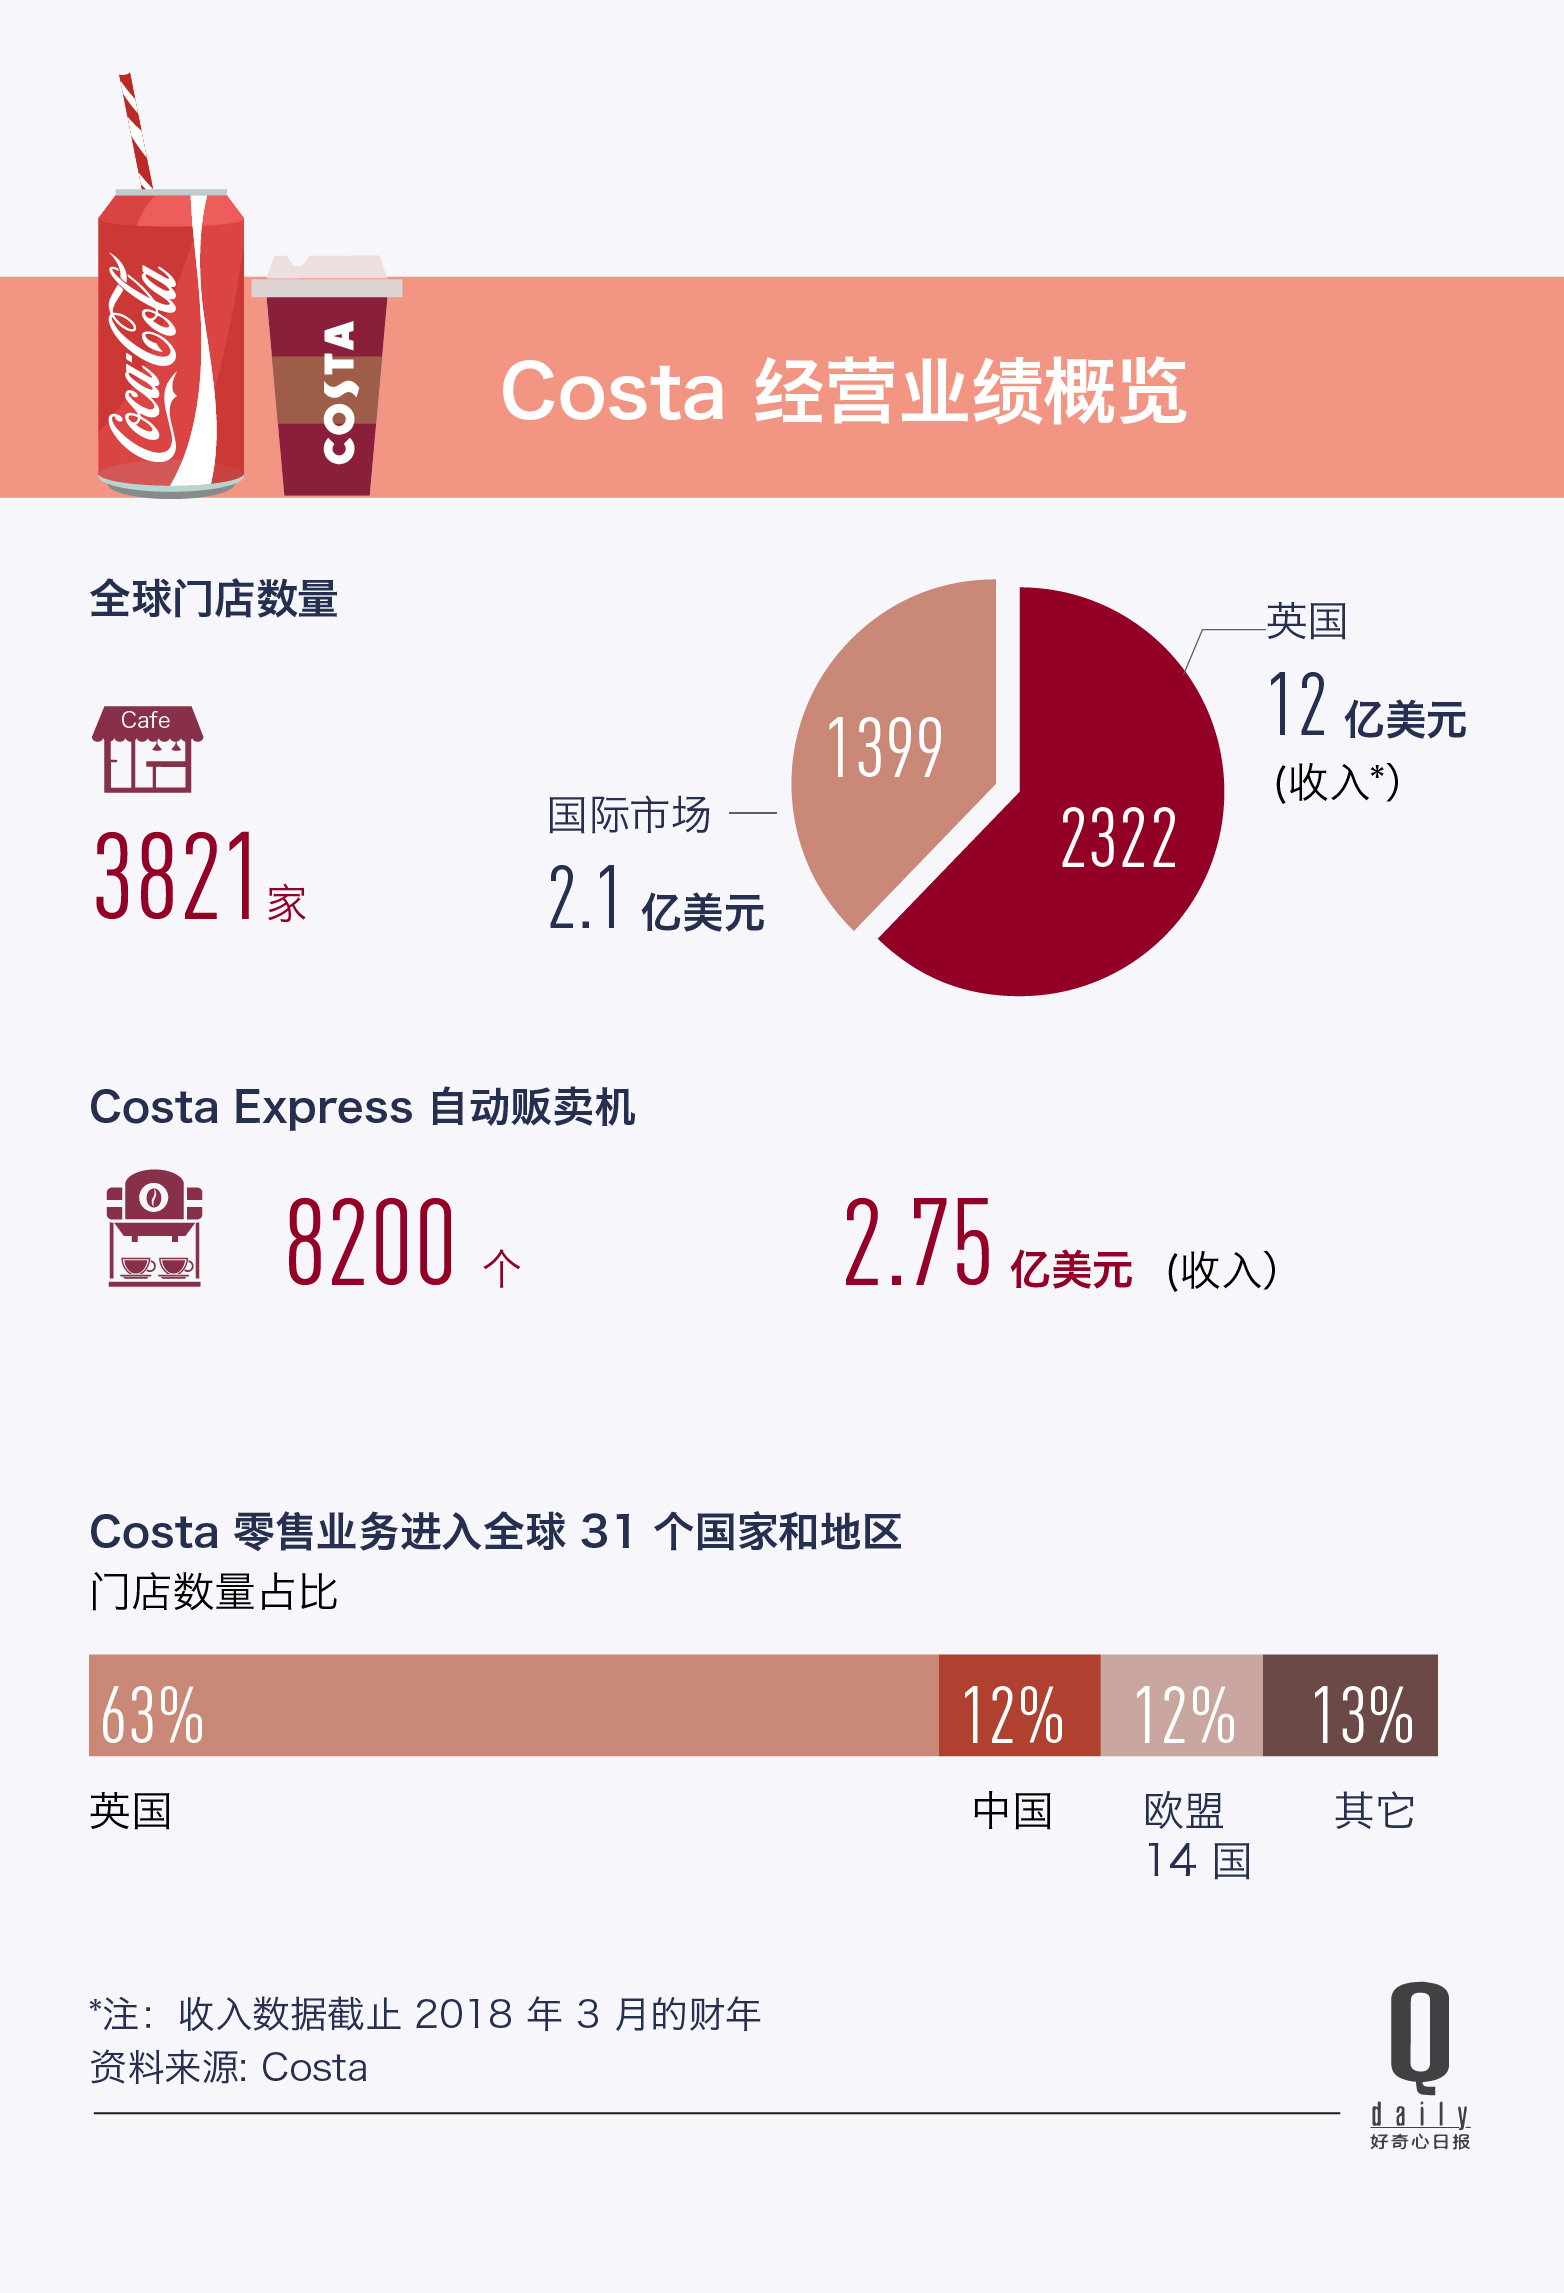 Coca-Cola
COSTA
Costa 经营业绩概览
全球门店数量
Cafe
3821 家
1399
2322
英国
12 亿美元
(收入*)
国际市场
2.1 亿美元
Costa Express 自动贩卖机
8200 个
2.75 亿美元 (收入)
Costa 零售业务进入全球 31 个国家和地区
门店数量占比
63% 12% 12% 13%
英国 中国 欧盟 其它
14 国
*注：收入数据截止 2018 年 3 月的财年
资料来源: Costa
Q
daily
好奇心日报